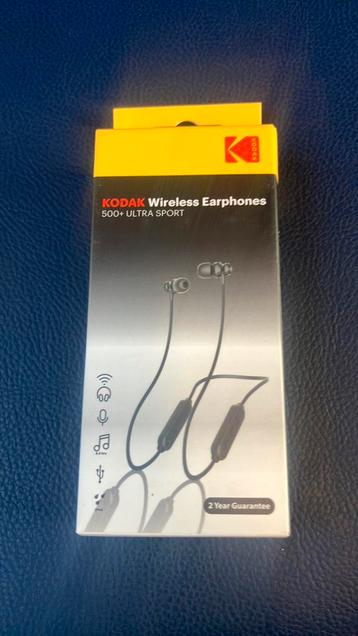 KODAK
KODAK Wireless Earphones
500+ ULTRA SPORT
2 Year Guarantee